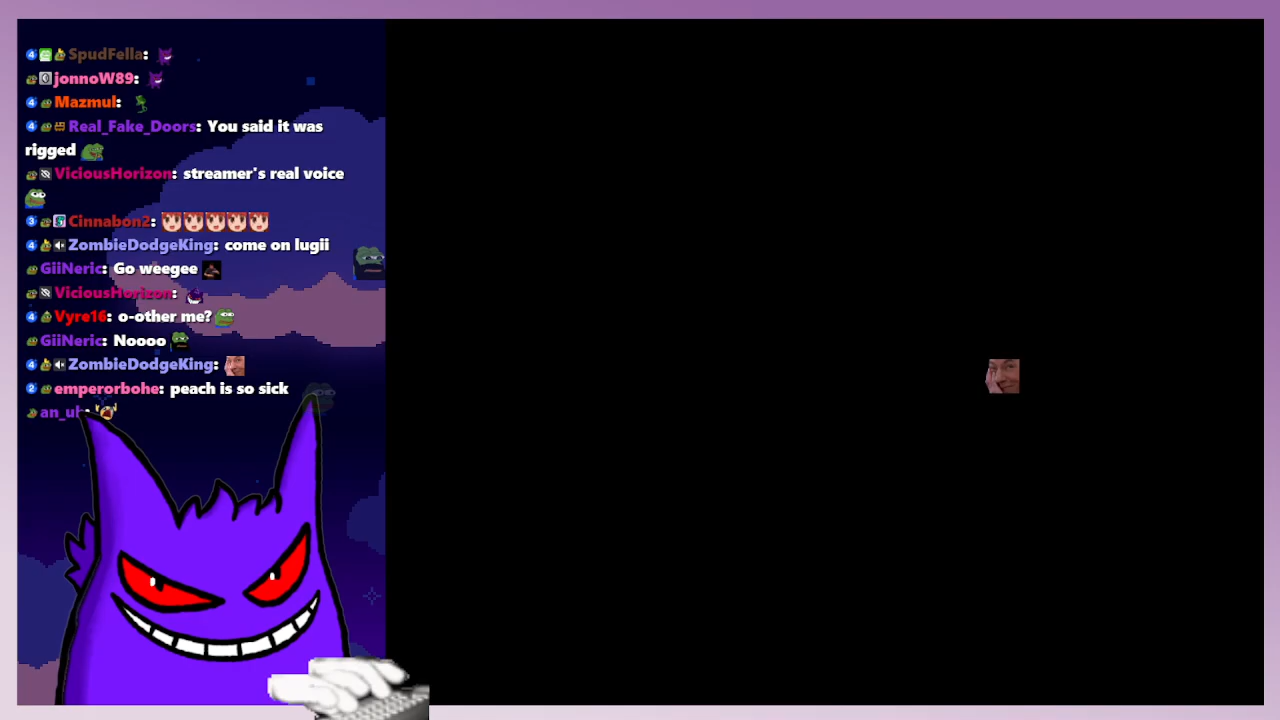 SpudFella:
jonnoW89:
Mazmul:
Real_Fake_Doors: You said it was
rigged
ViciousHorizon: streamer's real voice
Cinnabon2:
ZombieDodgeKing: come on lugii
GiiNeric: Go weegee
ViciousHorizon:
Vyre16: o-other me?
GiiNeric: Noooo
ZombieDodgeKing:
emperorbohe: peach is so sick